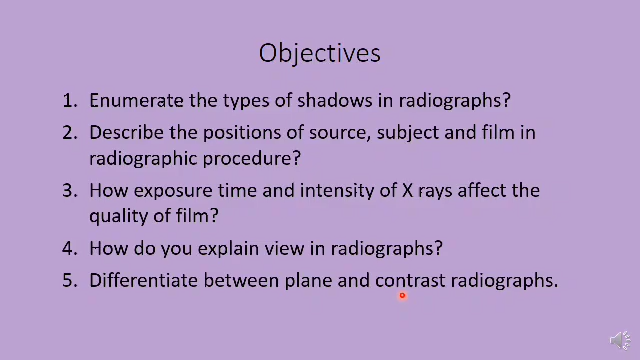 Objectives
1. Enumerate the types of shadows in radiographs?
2. Describe the positions of source, subject and film in
radiographic procedure?
3. How exposure time and intensity of X rays affect the
quality of film?
4. How do you explain view in radiographs?
5. Differentiate between plane and contrast radiographs.